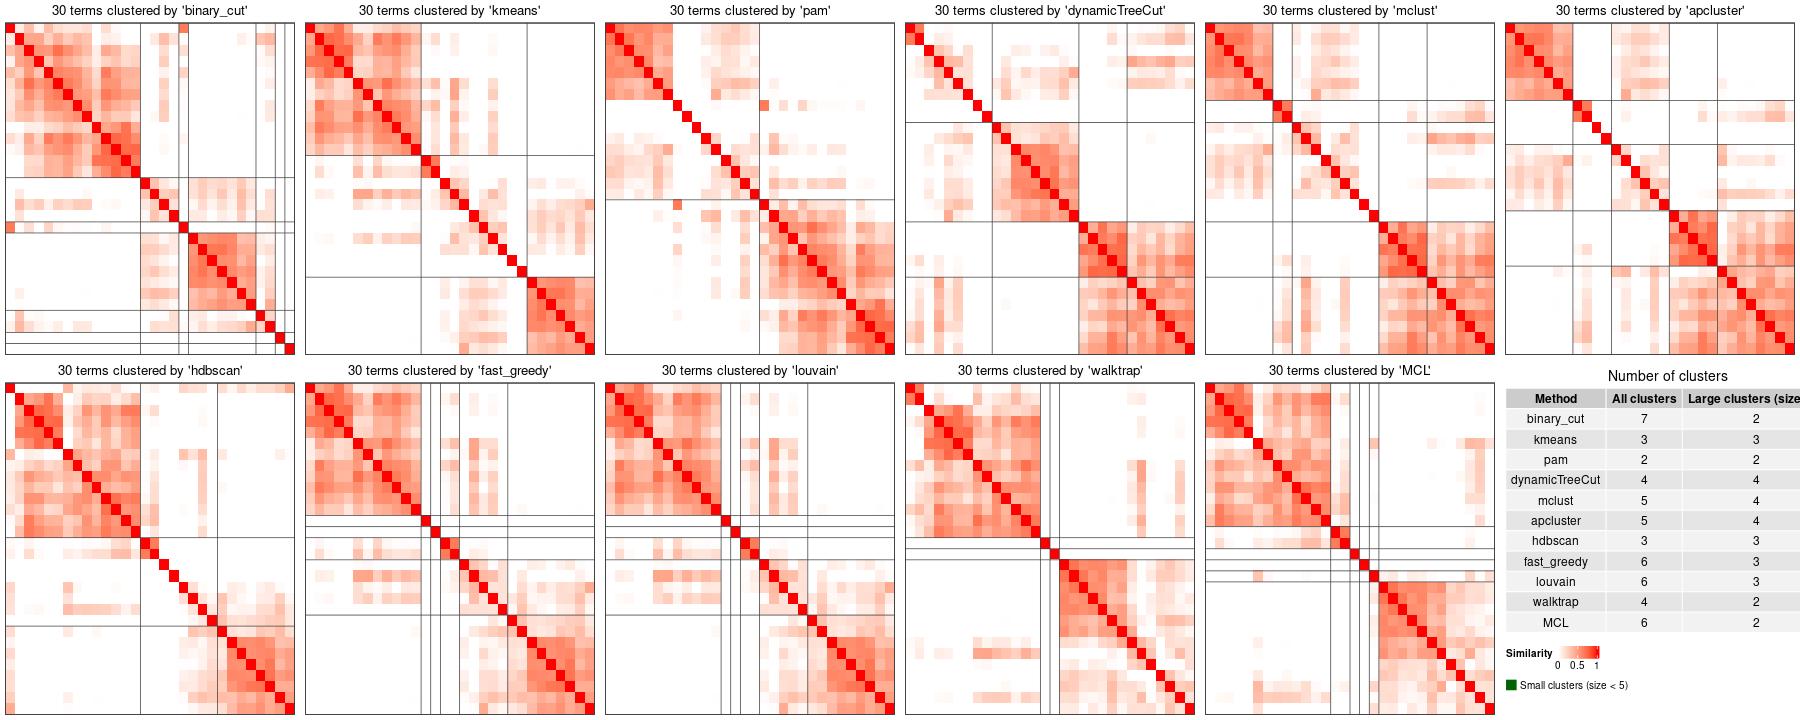 30 terms clustered by 'binary_cut'
30 terms clustered by 'kmeans'
30 terms clustered by 'pam'
30 terms clustered by 'dynamicTreeCut'
30 terms clustered by 'mclust'
30 terms clustered by 'apcluster'
30 terms clustered by 'hdbscan'
30 terms clustered by 'fast_greedy'
30 terms clustered by 'louvain'
30 terms clustered by 'walktrap'
30 terms clustered by 'MCL'
Number of clusters
Method All clusters Large clusters (size
binary_cut 7 2
kmeans 3 3
pam 2 2
dynamicTreeCut 4 4
mclust 5 4
apcluster 5 4
hdbscan 3 3
fast_greedy 6 3
louvain 6 3
walktrap 4 2
MCL 6 2
Similarity
0 0.5 1
Small clusters (size < 5)